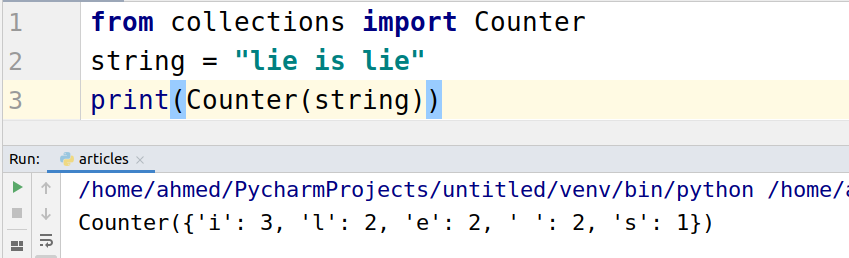 1 from collections import Counter
2 string = "lie is lie"
3 print(Counter(string))
Run: articles ×
/home/ahmed/PycharmProjects/untitled/venv/bin/python /home/a
Counter({'i': 3, 'l': 2, 'e': 2, ' ': 2, 's': 1})